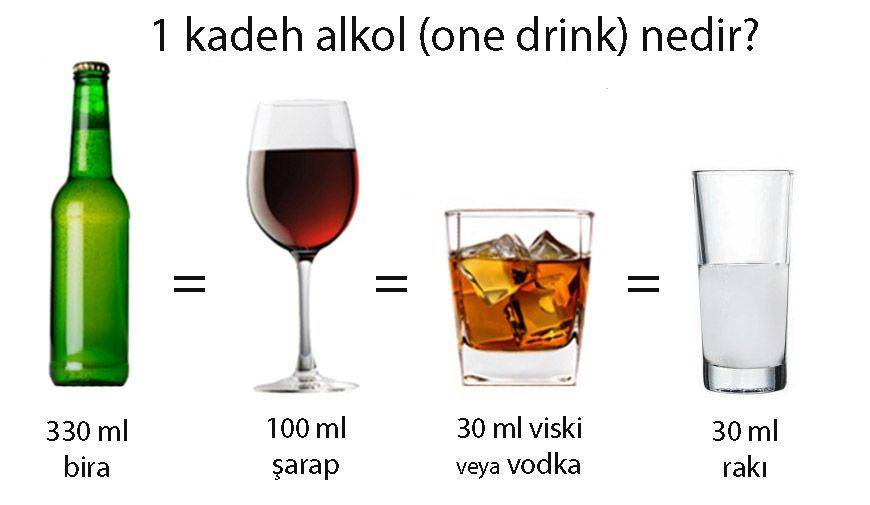 1 kadeh alkol (one drink) nedir?
=
=
=
330 ml
bira
100 ml
şarap
30 ml viski
veya vodka
30 ml
rakı